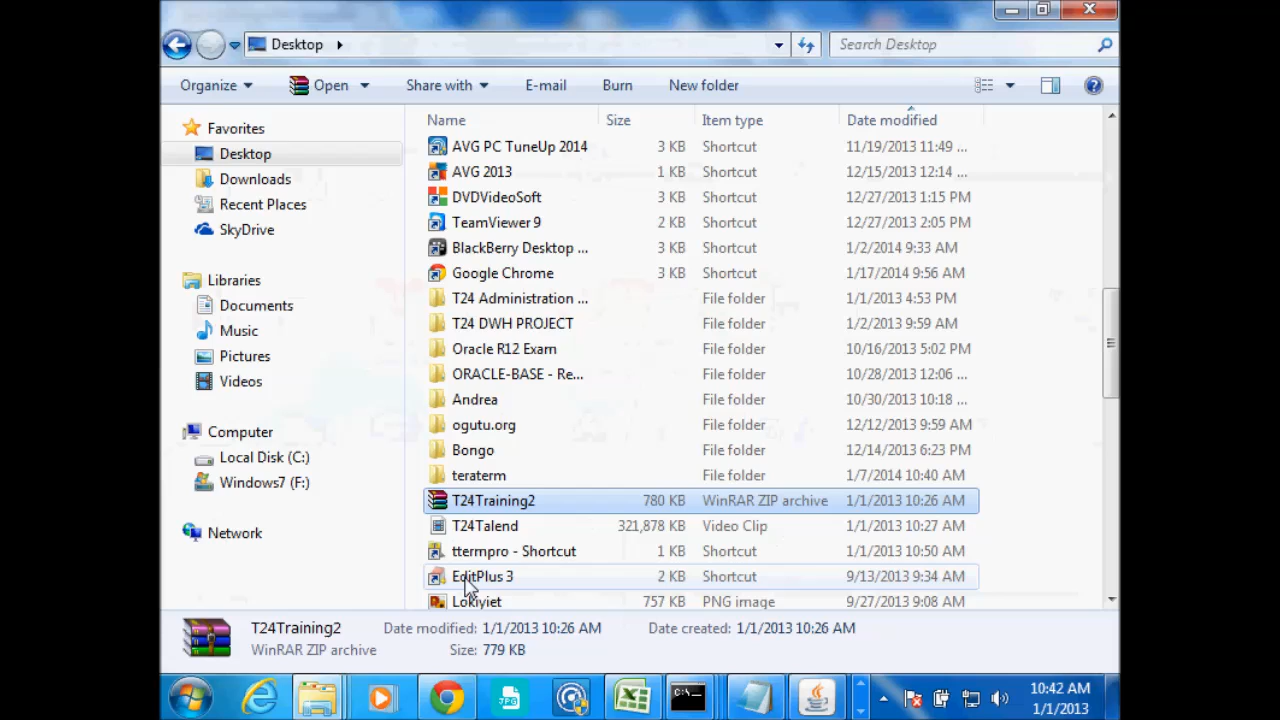 Desktop
Search Desktop
Organize Open Share with E-mail Burn New folder
Favorites
Desktop
Downloads
Recent Places
SkyDrive
Libraries
Documents
Music
Pictures
Videos
Computer
Local Disk (C:)
Windows7 (F:)
Network
Name Size Item type Date modified
AVG PC TuneUp 2014 3 KB Shortcut 11/19/2013 11:49 ...
AVG 2013 1 KB Shortcut 12/15/2013 12:14 ...
DVDVideoSoft 3 KB Shortcut 12/27/2013 1:15 PM
TeamViewer 9 2 KB Shortcut 12/27/2013 2:05 PM
BlackBerry Desktop ... 3 KB Shortcut 1/2/2014 9:33 AM
Google Chrome 3 KB Shortcut 1/17/2014 9:56 AM
T24 Administration ... File folder 1/1/2013 4:53 PM
T24 DWH PROJECT File folder 1/2/2013 9:59 AM
Oracle R12 Exam File folder 10/16/2013 5:02 PM
ORACLE-BASE - Re... File folder 10/28/2013 12:06 ...
Andrea File folder 10/30/2013 10:18 ...
ogutu.org File folder 12/12/2013 9:59 AM
Bongo File folder 12/14/2013 6:23 PM
teraterm File folder 1/7/2014 10:40 AM
T24Training2 780 KB WinRAR ZIP archive 1/1/2013 10:26 AM
T24Talend 321,878 KB Video Clip 1/1/2013 10:27 AM
ttermpro - Shortcut 1 KB Shortcut 1/1/2013 10:50 AM
EditPlus 3 2 KB Shortcut 9/13/2013 9:34 AM
Lokiyiet 757 KB PNG image 9/27/2013 9:08 AM
T24Training2 Date modified: 1/1/2013 10:26 AM Date created: 1/1/2013 10:26 AM
WinRAR ZIP archive Size: 779 KB
JPG
C:\_
10:42 AM
1/1/2013